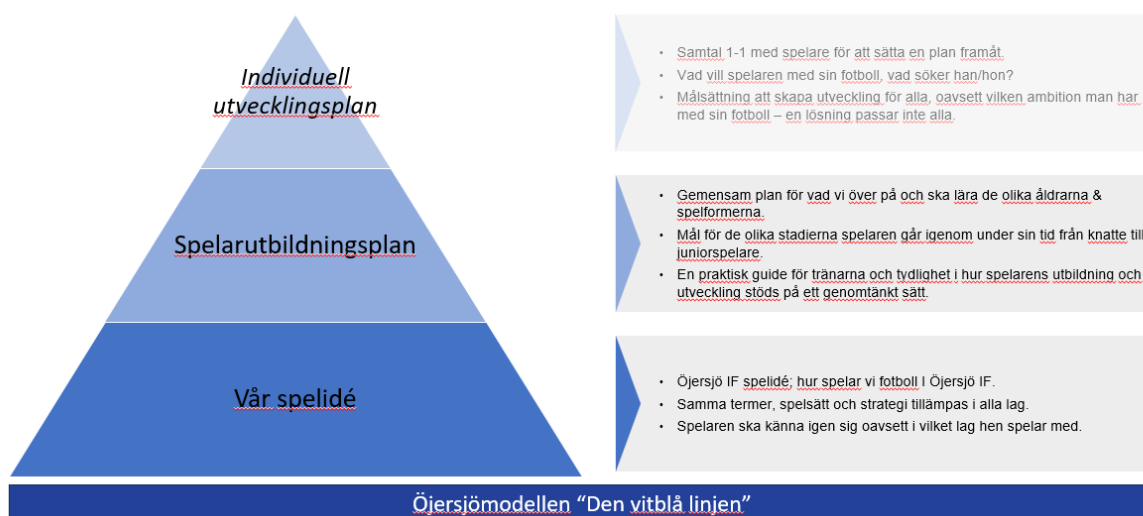 Individuell
utvecklingsplan
• Samtal 1-1 med spelare för att sätta en plan framåt.
• Vad vill spelaren med sin fotboll, vad söker han/hon?
• Målsättning att skapa utveckling för alla, oavsett vilken ambition man har
med sin fotboll – en lösning passar inte alla.
Spelarutbildningsplan
• Gemensam plan för vad vi över på och ska lära de olika åldrarna &
spelformerna.
• Mål för de olika stadierna spelaren går igenom under sin tid från knatte till
juniorspelare.
• En praktisk guide för tränarna och tydlighet i hur spelarens utbildning och
utveckling stöds på ett genomtänkt sätt.
Vår spelidé
• Öjersjö IF spelidé; hur spelar vi fotboll I Öjersjö IF.
• Samma termer, spelsätt och strategi tillämpas i alla lag.
• Spelaren ska känna igen sig oavsett i vilket lag hen spelar med.
Öjersjömodellen “Den vitblå linjen”